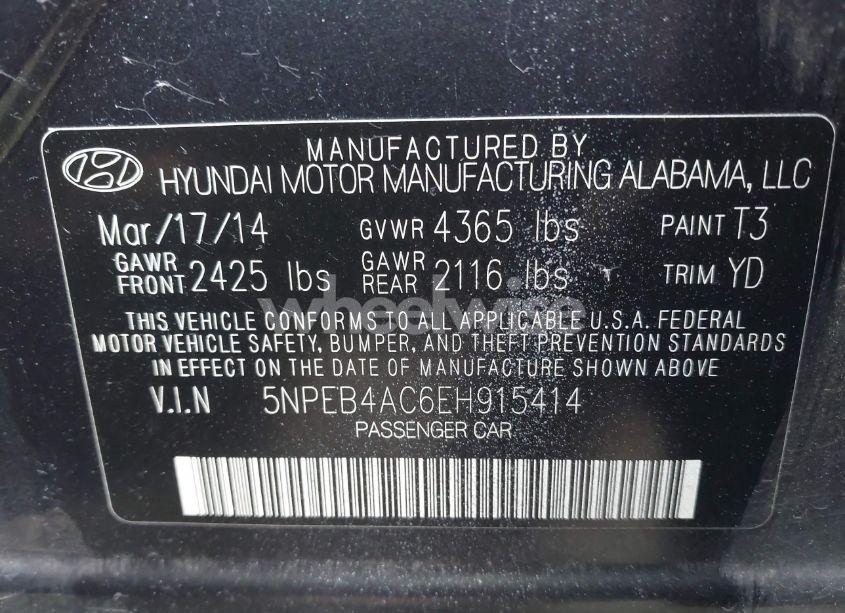 MANUFACTURED BY
HYUNDAI MOTOR MANUFACTURING ALABAMA, LLC
Mar/17/14 GVWR 4365 lbs PAINT T3
GAWR FRONT 2425 lbs GAWR REAR 2116 lbs TRIM YD
wheelwire
THIS VEHICLE CONFORMS TO ALL APPLICABLE U.S.A. FEDERAL
MOTOR VEHICLE SAFETY, BUMPER, AND THEFT PREVENTION STANDARDS
IN EFFECT ON THE DATE OF MANUFACTURE SHOWN ABOVE
V.I.N 5NPEB4AC6EH915414
PASSENGER CAR